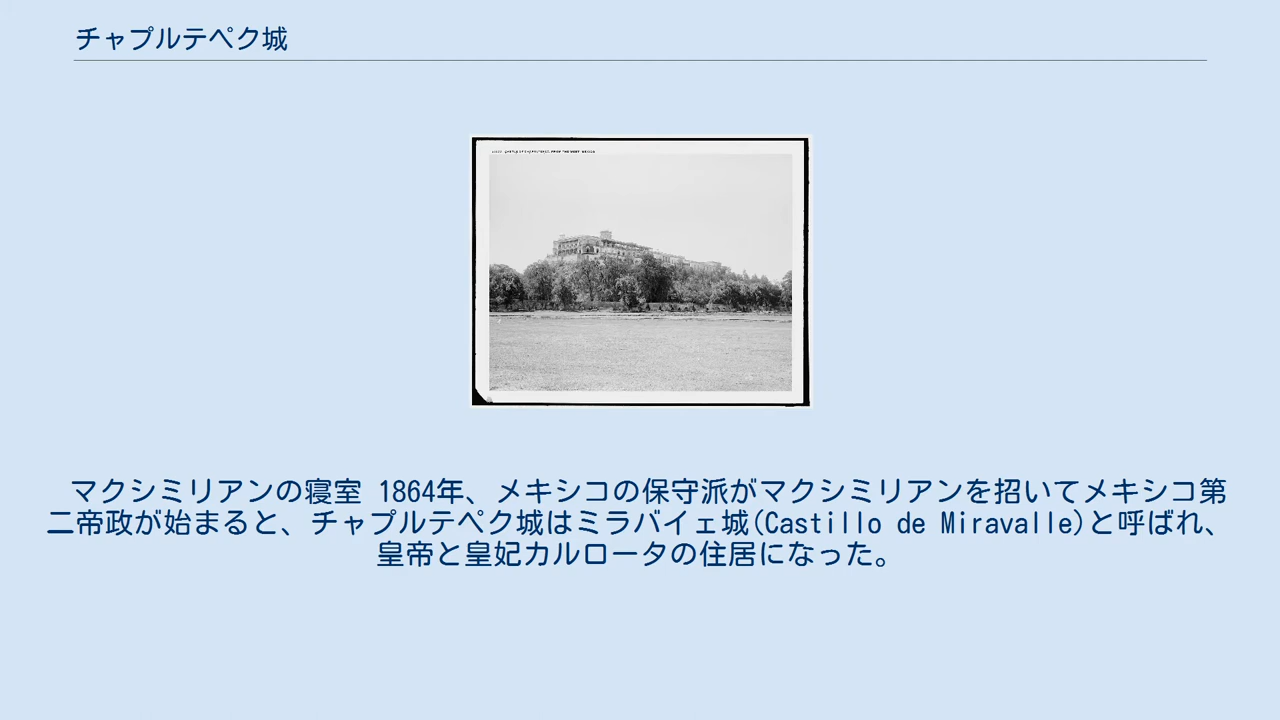 チャプルテペク城
マクシミリアンの寝室 1864年、メキシコの保守派がマクシミリアンを招いてメキシコ第
二帝政が始まると、チャプルテペク城はミラバイェ城(Castillo de Miravalle)と呼ばれ、
皇帝と皇妃カルロータの住居になった。